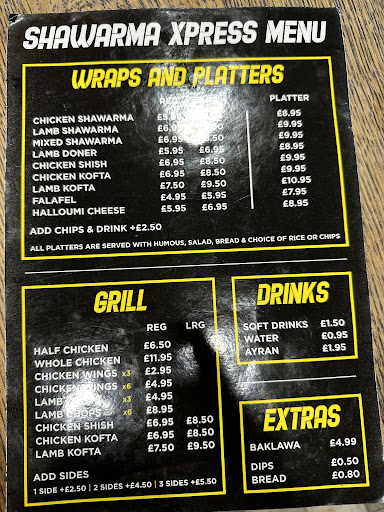 SHAWARMA XPRESS MENU
WRAPS AND PLATTERS
PLATTER
CHICKEN SHAWARMA £8.95
LAMB SHAWARMA £9.95
MIXED SHAWARMA £6.95 £9.95
LAMB DONER £5.95 £6.95 £8.95
CHICKEN SHISH £6.95 £8.50 £9.95
CHICKEN KOFTA £6.95 £8.50 £9.95
LAMB KOFTA £7.50 £9.50 £10.95
FALAFEL £4.95 £5.95 £7.95
HALLOUMI CHEESE £5.95 £6.95 £8.95
ADD CHIPS & DRINK +£2.50
ALL PLATTERS ARE SERVED WITH HUMOUS, SALAD, BREAD & CHOICE OF RICE OR CHIPS
GRILL
REG LRG
HALF CHICKEN £6.50
WHOLE CHICKEN £11.95
CHICKEN WINGS x3 £2.95
CHICKEN WINGS x6 £4.95
LAMB x3 £4.95
LAMB CHOPS x6 £8.95
CHICKEN SHISH £6.95 £8.50
CHICKEN KOFTA £6.95 £8.50
LAMB KOFTA £7.50 £9.50
ADD SIDES
1 SIDE +£2.50 | 2 SIDES +£4.50 | 3 SIDES +£5.50
DRINKS
SOFT DRINKS £1.50
WATER £0.95
AYRAN £1.95
EXTRAS
BAKLAWA £4.99
DIPS £0.50
BREAD £0.80